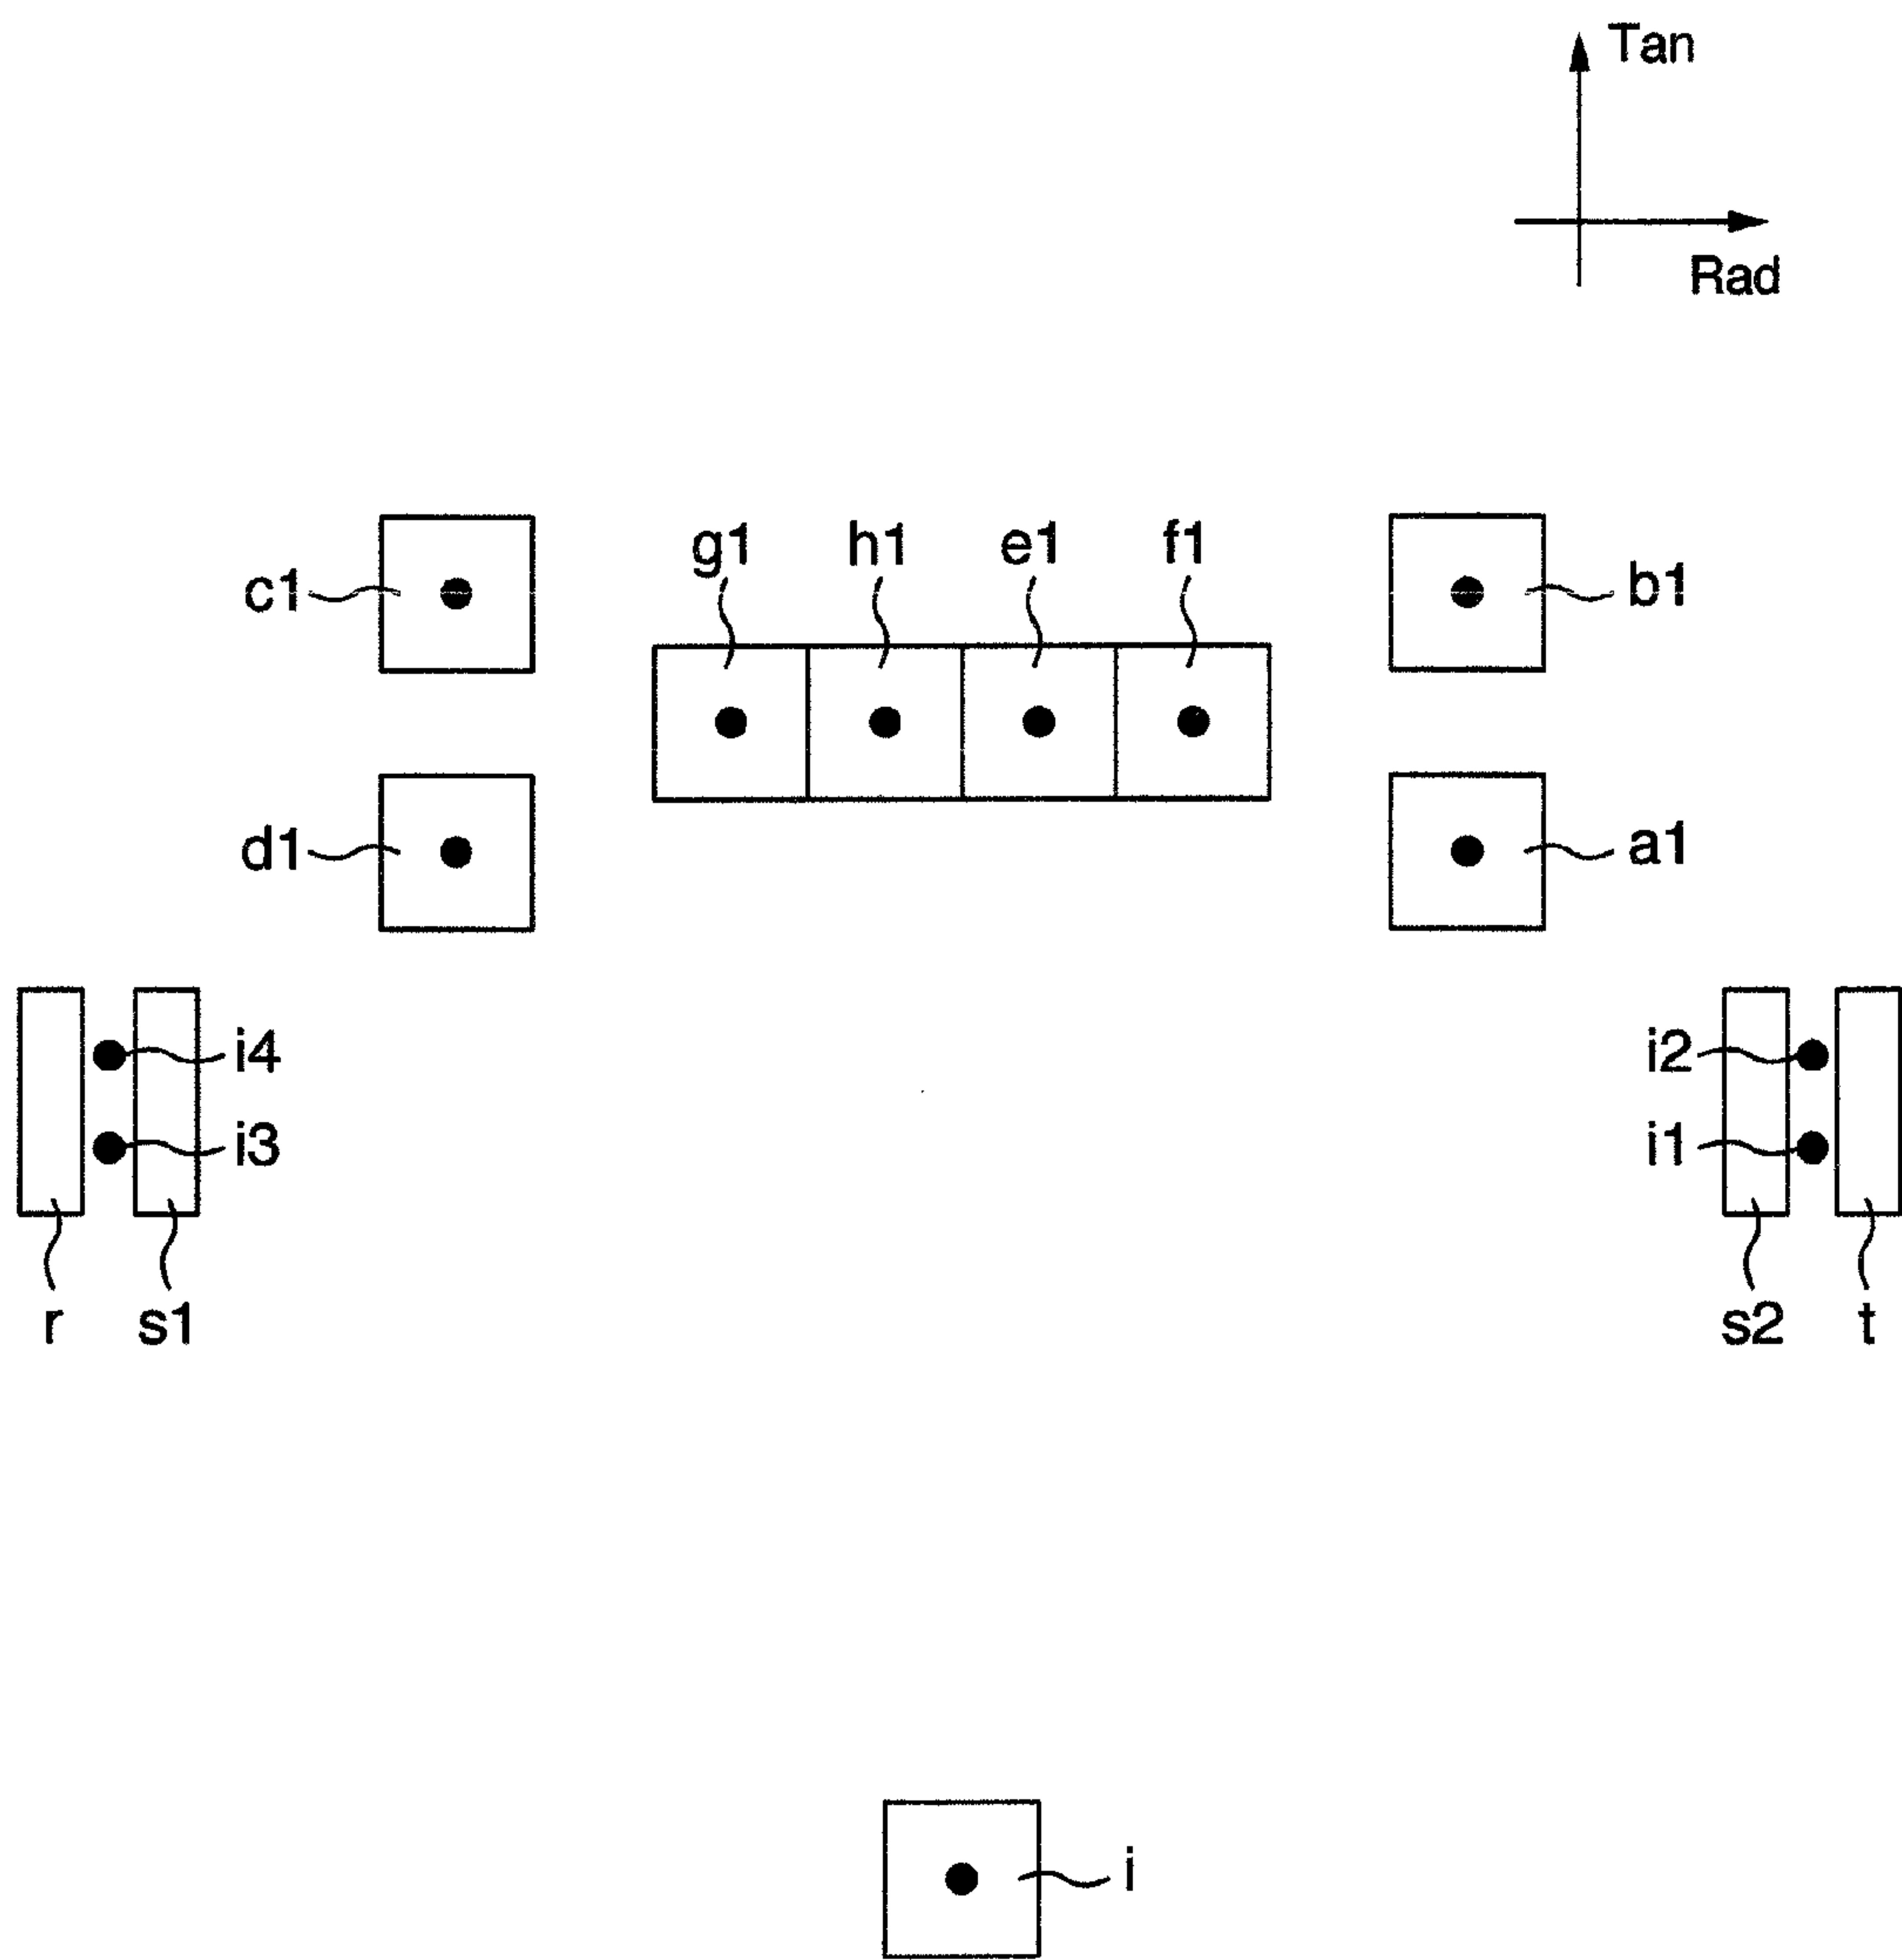 Tan
Rad
g1 h1 e1 f1
c1 b1
d1 a1
i4 i2
i3 i1
r s1 s2 t
i